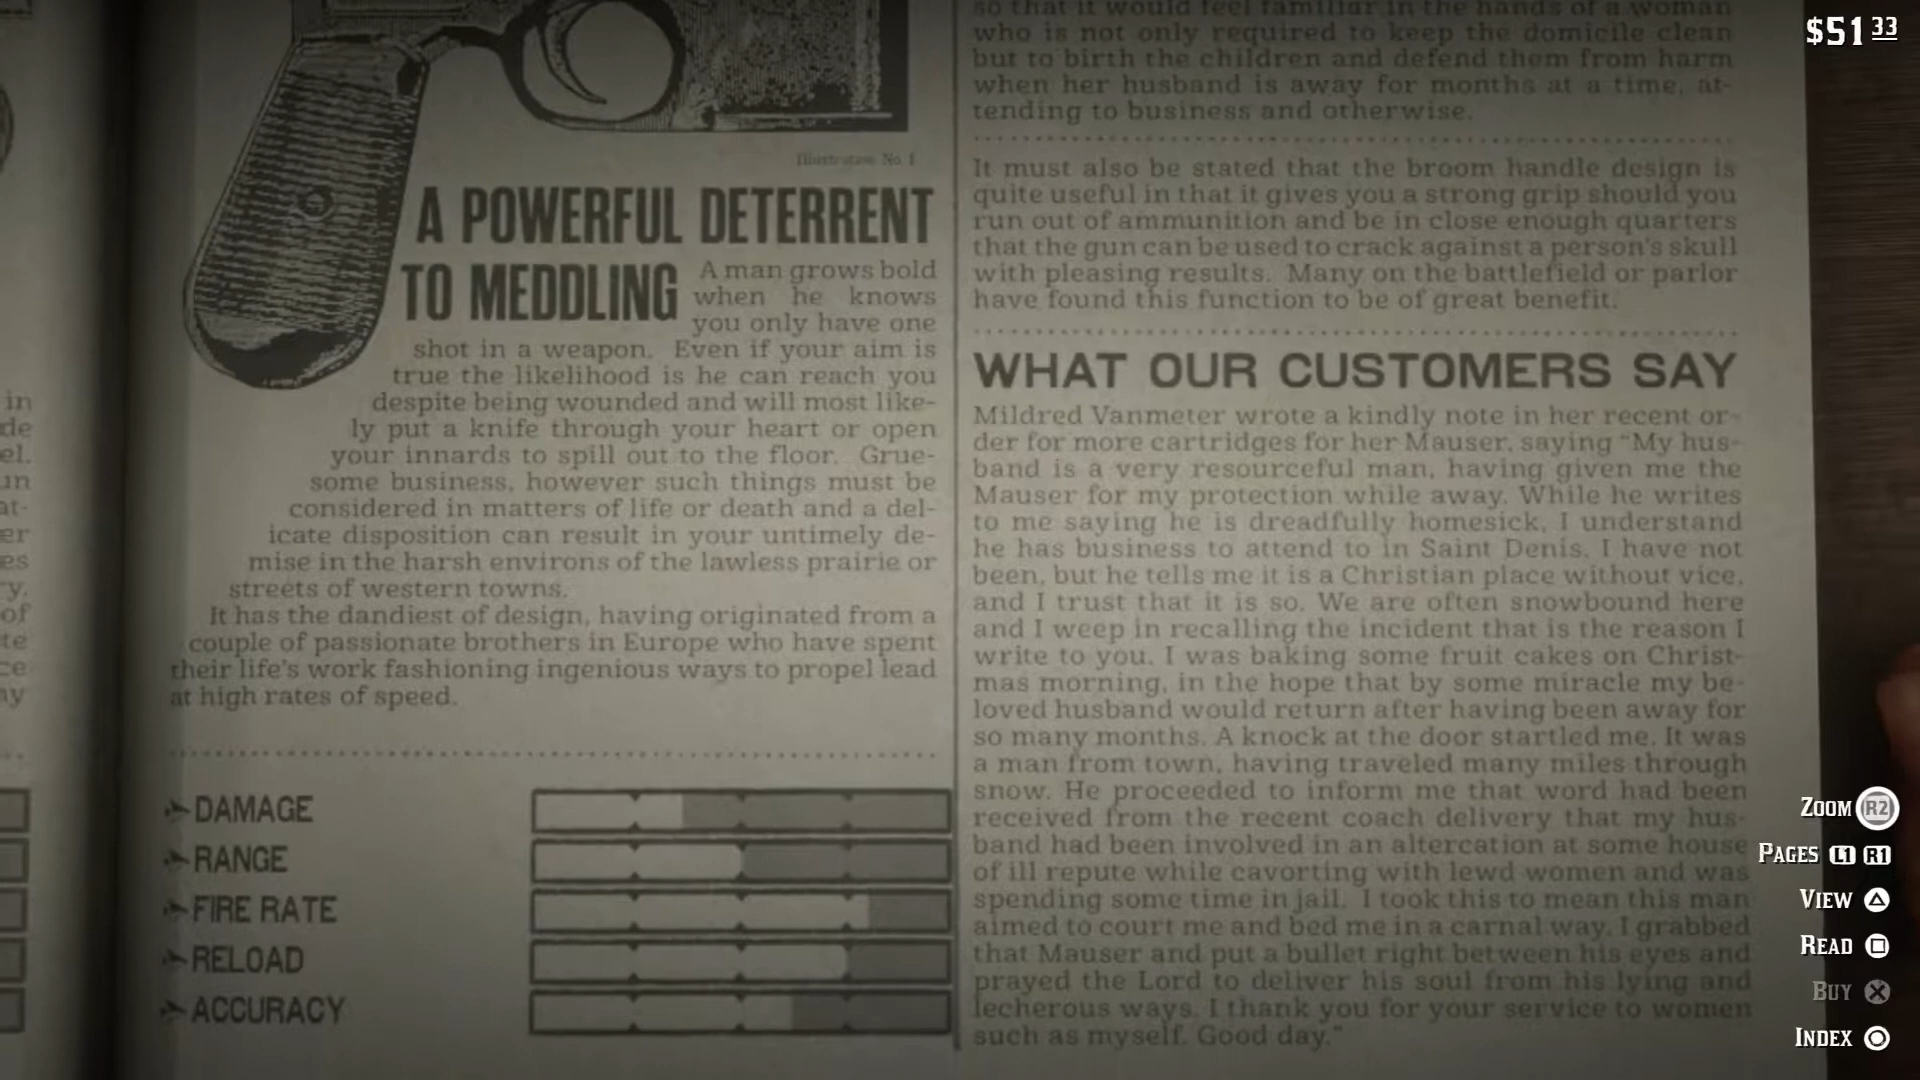 $51 33
Illustration No. 1
A POWERFUL DETERRENT
TO MEDDLING
A man grows bold
when he knows
you only have one
shot in a weapon. Even if your aim is
true the likelihood is he can reach you
despite being wounded and will most like-
ly put a knife through your heart or open
your innards to spill out to the floor. Grue-
some business, however such things must be
considered in matters of life or death and a del-
icate disposition can result in your untimely de-
mise in the harsh environs of the lawless prairie or
streets of western towns.
It has the dandiest of design, having originated from a
couple of passionate brothers in Europe who have spent
their life's work fashioning ingenious ways to propel lead
at high rates of speed.
DAMAGE
RANGE
FIRE RATE
RELOAD
ACCURACY
so that it would feel familiar in the hands of a woman
who is not only required to keep the domicile clean
but to birth the children and defend them from harm
when her husband is away for months at a time, at-
tending to business and otherwise.
It must also be stated that the broom handle design is
quite useful in that it gives you a strong grip should you
run out of ammunition and be in close enough quarters
that the gun can be used to crack against a person's skull
with pleasing results. Many on the battlefield or parlor
have found this function to be of great benefit.
WHAT OUR CUSTOMERS SAY
Mildred Vanmeter wrote a kindly note in her recent or-
der for more cartridges for her Mauser, saying "My hus-
band is a very resourceful man, having given me the
Mauser for my protection while away. While he writes
to me saying he is dreadfully homesick, I understand
he has business to attend to in Saint Denis. I have not
been, but he tells me it is a Christian place without vice,
and I trust that it is so. We are often snowbound here
and I weep in recalling the incident that is the reason I
write to you. I was baking some fruit cakes on Christ-
mas morning, in the hope that by some miracle my be-
loved husband would return after having been away for
so many months. A knock at the door startled me. It was
a man from town, having traveled many miles through
snow. He proceeded to inform me that word had been
received from the recent coach delivery that my hus-
band had been involved in an altercation at some house
of ill repute while cavorting with lewd women and was
spending some time in jail. I took this to mean this man
aimed to court me and bed me in a carnal way. I grabbed
that Mauser and put a bullet right between his eyes and
prayed the Lord to deliver his soul from his lying and
lecherous ways. I thank you for your service to women
such as myself. Good day."
ZOOM R2
PAGES L1 R1
VIEW
READ
BUY
INDEX